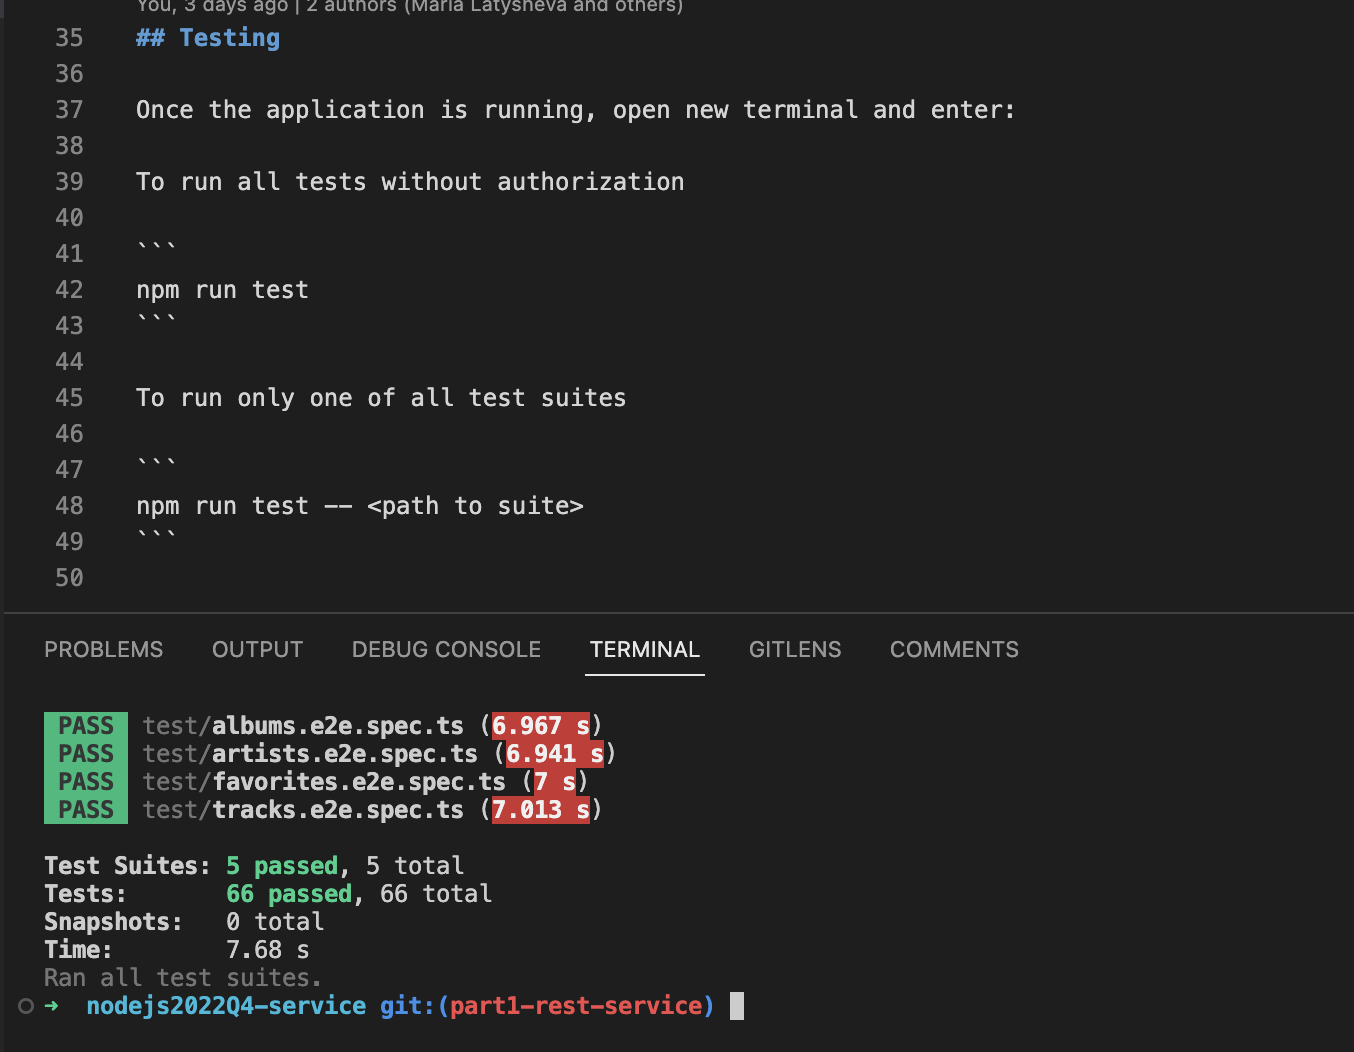 You, 3 days ago | 2 authors (Maria Latysheva and others)
35 ## Testing
36
37 Once the application is running, open new terminal and enter:
38
39 To run all tests without authorization
40
41 ```
42 npm run test
43 ```
44
45 To run only one of all test suites
46
47 ```
48 npm run test -- <path to suite>
49 ```
50
PROBLEMS OUTPUT DEBUG CONSOLE TERMINAL GITLENS COMMENTS
PASS test/albums.e2e.spec.ts (6.967 s)
PASS test/artists.e2e.spec.ts (6.941 s)
PASS test/favorites.e2e.spec.ts (7 s)
PASS test/tracks.e2e.spec.ts (7.013 s)
Test Suites: 5 passed, 5 total
Tests: 66 passed, 66 total
Snapshots: 0 total
Time: 7.68 s
Ran all test suites.
➜ nodejs2022Q4-service git:(part1-rest-service)